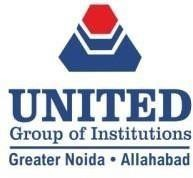 UNITED
Group of Institutions
Greater Noida • Allahabad